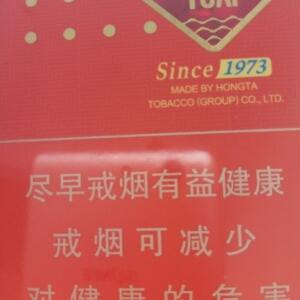 YUXI
Since 1973
MADE BY HONGTA
TOBACCO (GROUP) CO., LTD.
尽早戒烟有益健康
戒烟可减少
对健康的危害